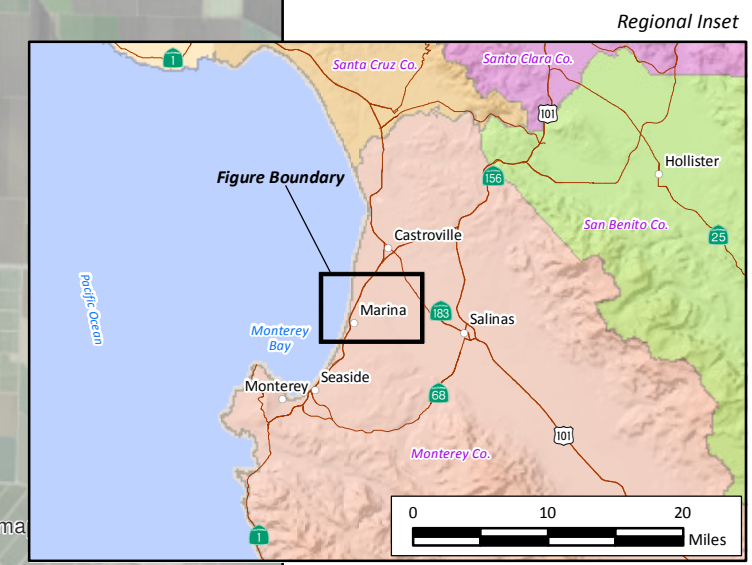 Regional Inset
1
Santa Cruz Co.
Santa Clara Co.
101
Hollister
156
Figure Boundary
San Benito Co.
25
Castroville
Pacific Ocean
Marina
183
Salinas
Monterey
Bay
Seaside
Monterey
68
101
Monterey Co.
0 10 20
Miles
ma
1